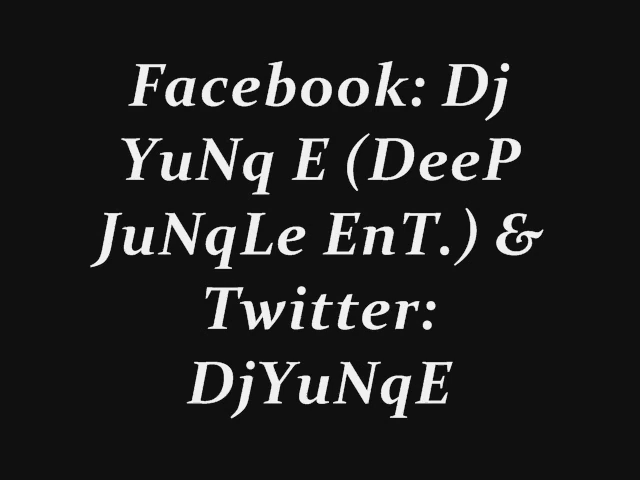 Facebook: Dj
YuNq E (DeeP
JuNqLe EnT.) &
Twitter:
DjYuNqE